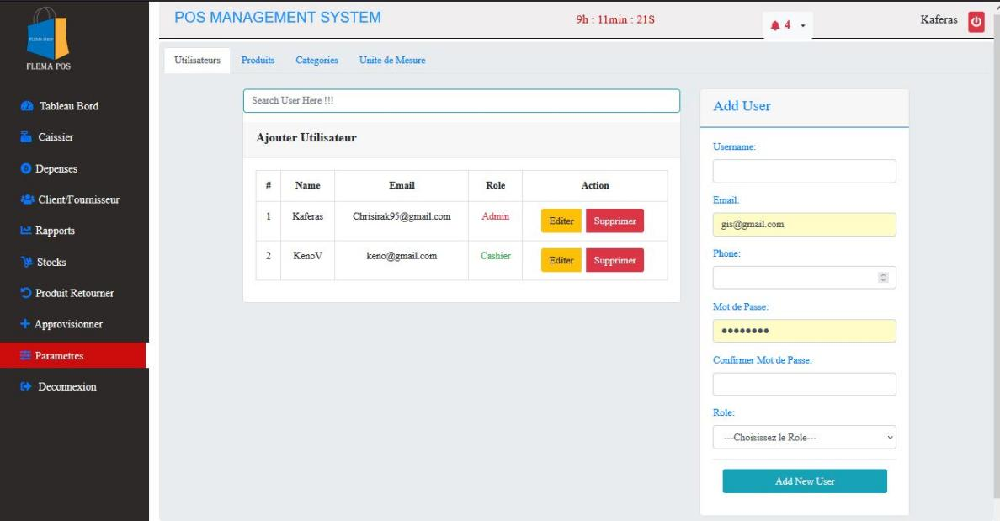 FLEMA SHOP
FLEMA POS
Tableau Bord
Caissier
Depenses
Client/Fournisseur
Rapports
Stocks
Produit Retourner
Approvisionner
Parametres
Deconnexion
POS MANAGEMENT SYSTEM
9h : 11min : 21S
4
Kaferas
Utilisateurs Produits Categories Unite de Mesure
Search User Here !!!
Ajouter Utilisateur
# Name Email Role Action
1 Kaferas Chrisirak95@gmail.com Admin Editer Supprimer
2 KenoV keno@gmail.com Cashier Editer Supprimer
Add User
Username:
Email:
gis@gmail.com
Phone:
Mot de Passe:
••••••••
Confirmer Mot de Passe:
Role:
---Choisissez le Role---
Add New User